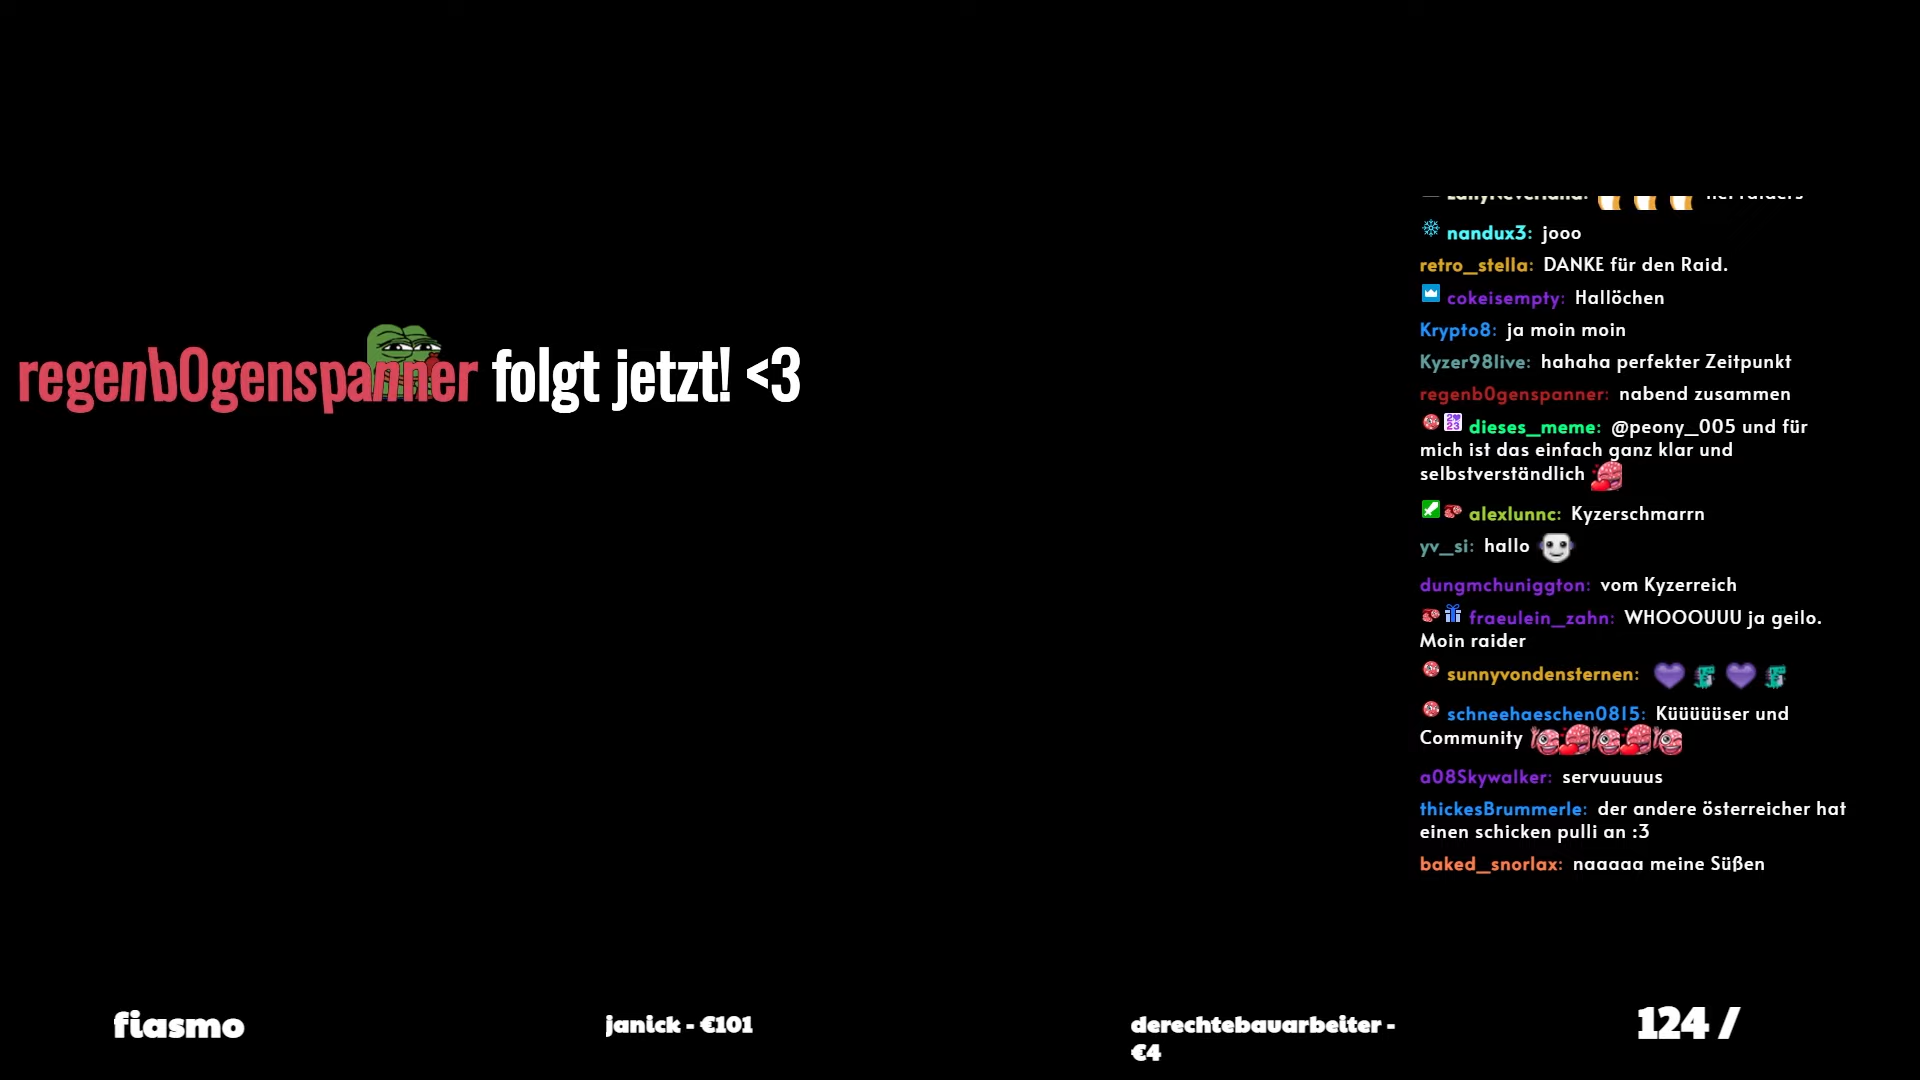 regenb0genspanner folgt jetzt! <3
nandux3: jooo
retro_stella: DANKE für den Raid.
cokeisempty: Hallöchen
Krypto8: ja moin moin
Kyzer98live: hahaha perfekter Zeitpunkt
regenb0genspanner: nabend zusammen
dieses_meme: @peony_005 und für
mich ist das einfach ganz klar und
selbstverständlich
alexlunnc: Kyzerschmarrn
yv_si: hallo
dungmchuniggton: vom Kyzerreich
fraeulein_zahn: WHOOOUUU ja geilo.
Moin raider
sunnyvondensternen:
schneehaeschen0815: Küüüüüser und
Community
a08Skywalker: servuuuuus
thickesBrummerle: der andere österreicher hat
einen schicken pulli an :3
baked_snorlax: naaaaa meine Süßen
fiasmo
janick - €101
derechtebauarbeiter -
€4
124 /